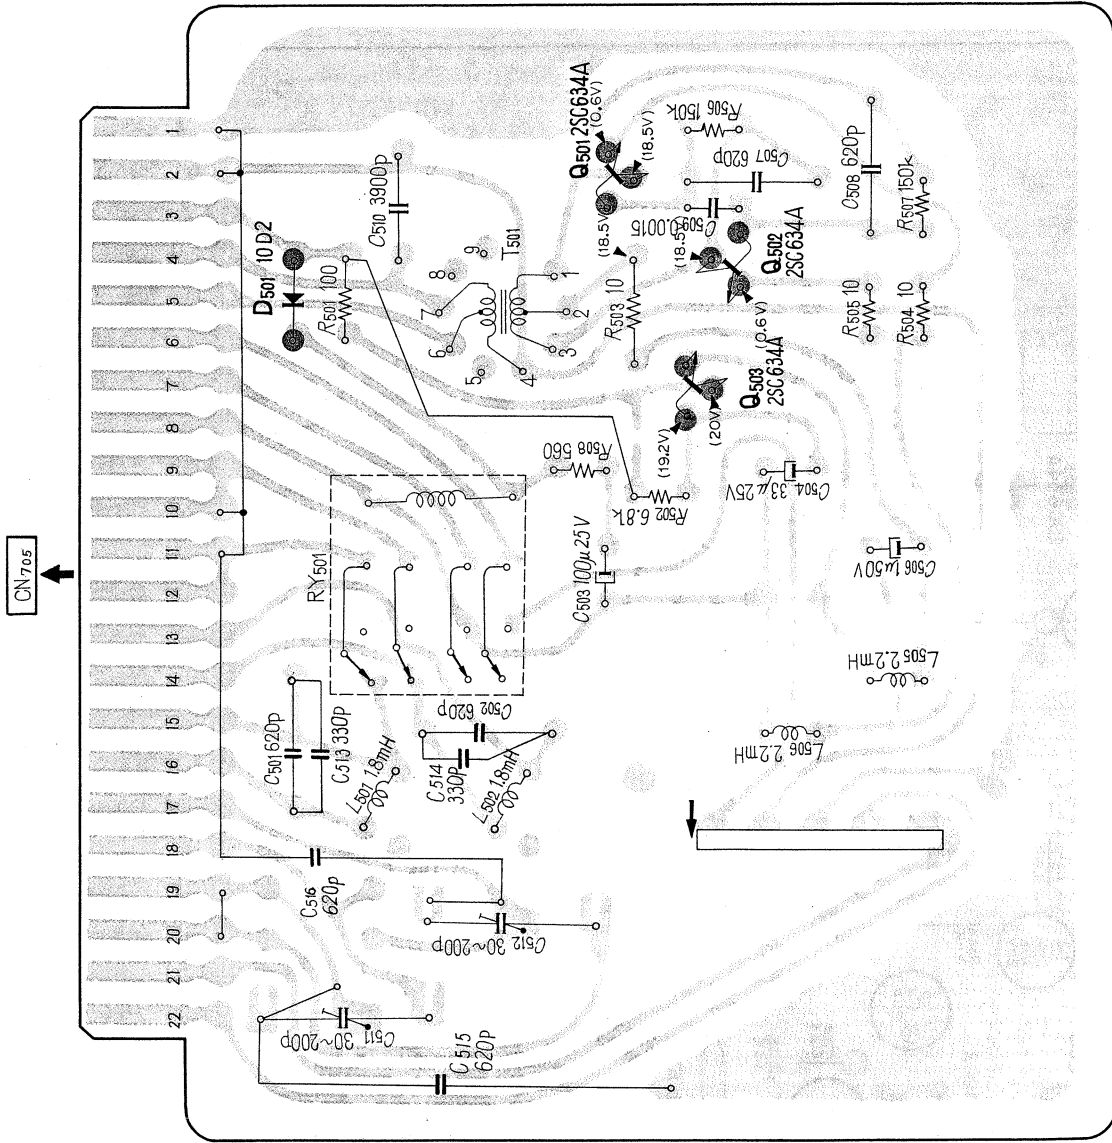 CN705
1
2
3
4
5
6
7
8
9
10
11
12
13
14
15
16
17
18
19
20
21
22
D501 10D2
R501 100
C510 3900p
T501
1
2
3
4
5
6
7
8
9
Q501 2SC634A
(0.6V)
(18.5V)
(18.5V)
R506 150k
C507 620p
C509 0.0015
(18.5V)
Q502
2SC634A
(0.6V)
C508 620p
R507 150k
R503 10
R505 10
R504 10
Q503
2SC634A
(19.2V)
(20V)
R508 560
R502 6.8k
C504 33μ25V
C503 100μ25V
C506 1μ50V
RY501
L505 2.2mH
L506 2.2mH
C501 620p
C513 330p
C502 620p
C514
330P
L501 1.8mH
L502 1.8mH
C516
620p
C512
30~200p
C511
30~200p
C515
620p